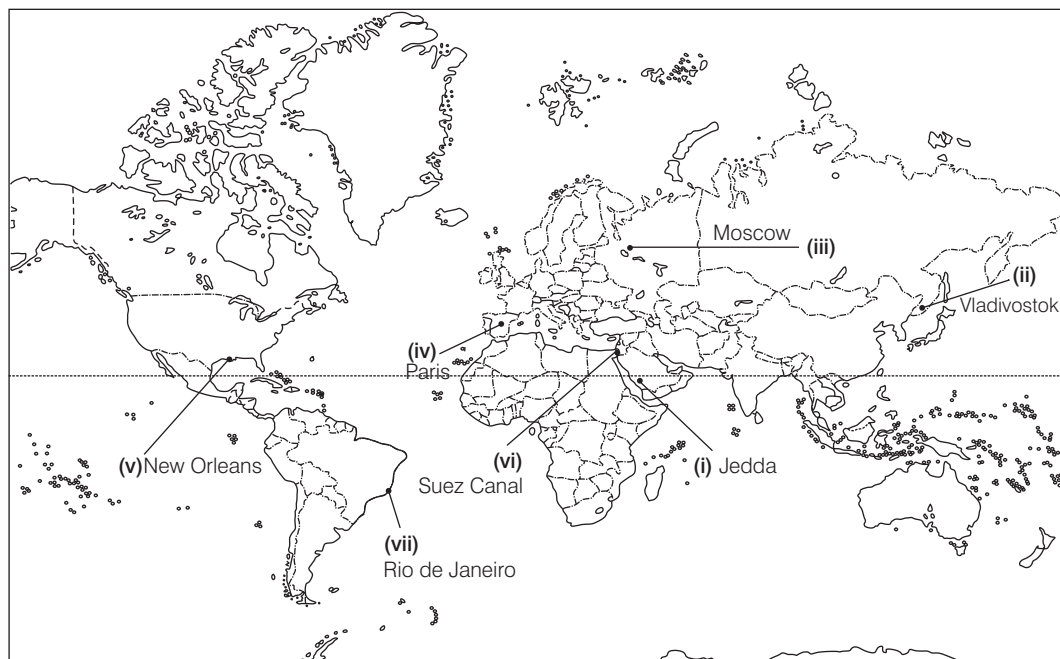 Moscow
(iii)
(ii)
Vladivostok
(iv)
Paris
(v) New Orleans
(vi)
Suez Canal
(i) Jedda
(vii)
Rio de Janeiro